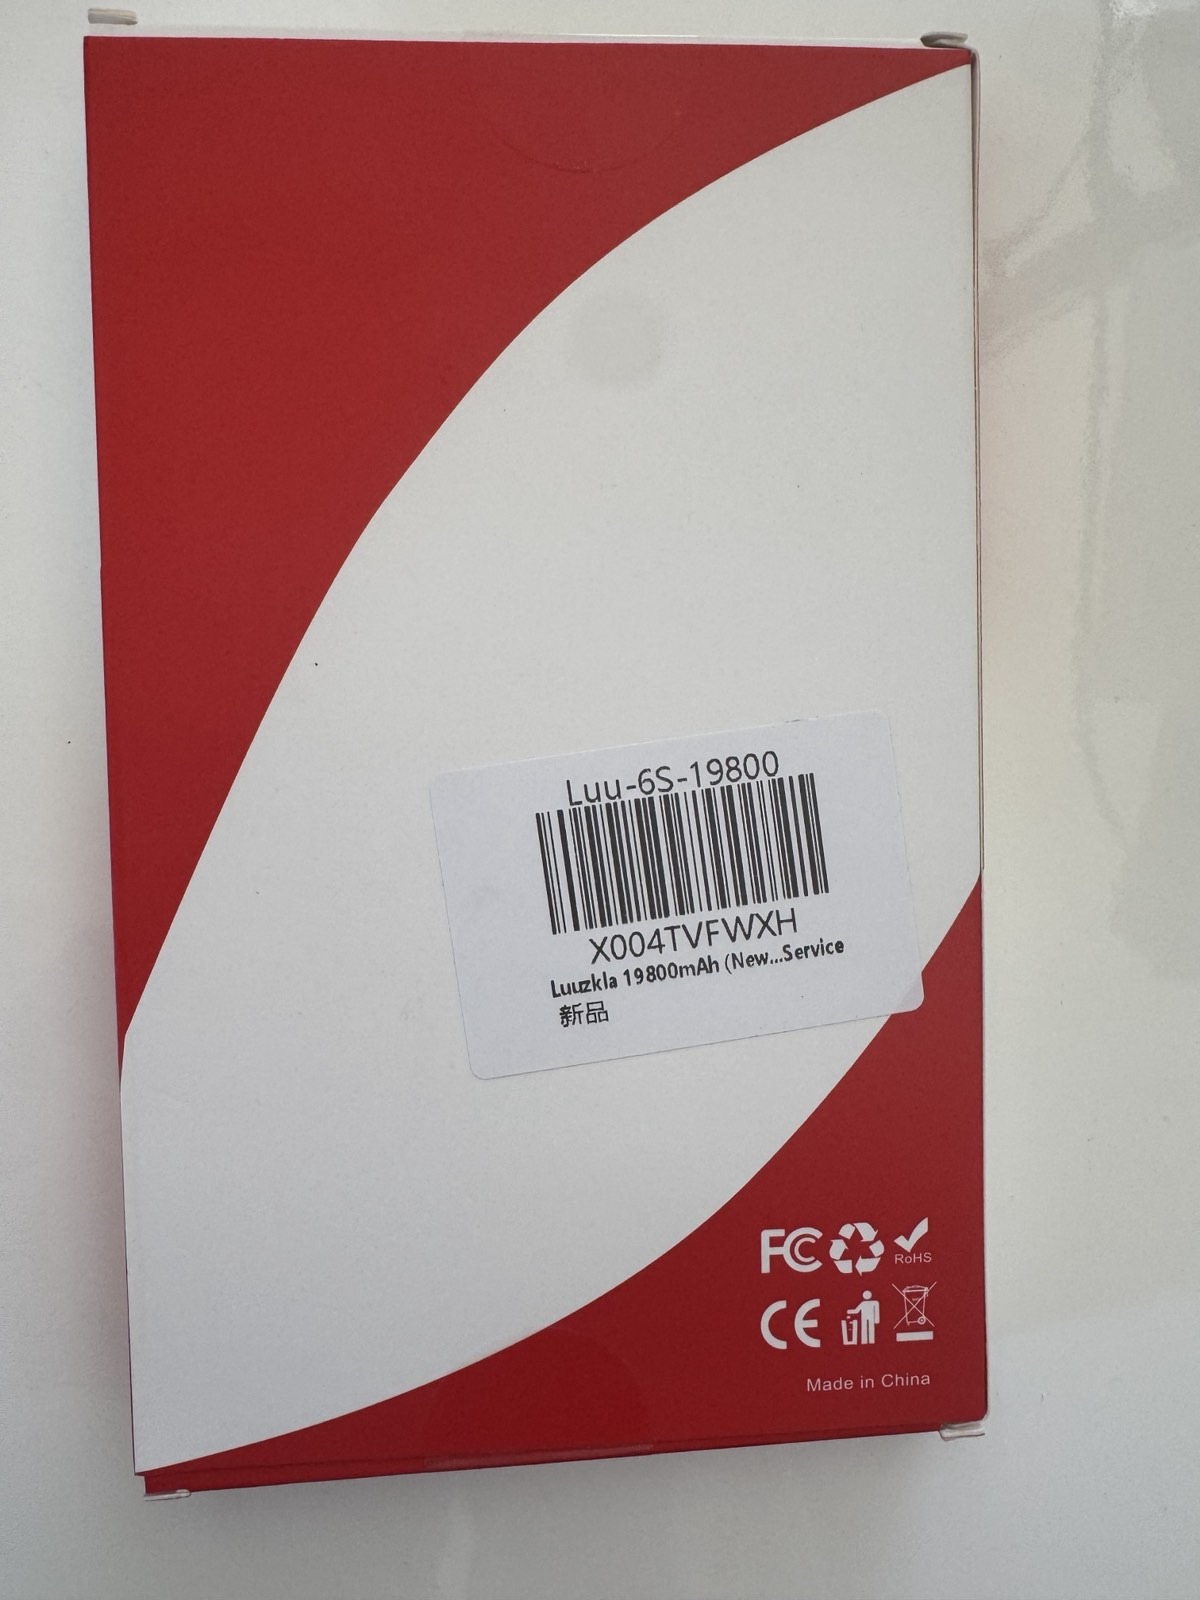 Luu-6S-19800
X004TVFWXH
Luuzkla 19800mAh (New...Service
新品
FC
RoHS
CE
Made in China